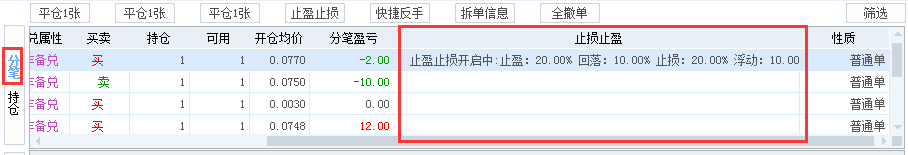 平仓1张 平仓1张 平仓1张 止盈止损 快捷反手 拆单信息 全撤单 筛选
分笔
持仓
兑属性 买卖 持仓 可用 开仓均价 分笔盈亏 止损止盈 性质
备兑 买 1 1 0.0770 -2.00 止盈止损开启中:止盈: 20.00% 回落: 10.00% 止损: 20.00% 浮动: 10.00 普通单
备兑 卖 1 1 0.0750 -10.00 普通单
备兑 买 1 1 0.0030 0.00 普通单
备兑 买 1 1 0.0748 12.00 普通单